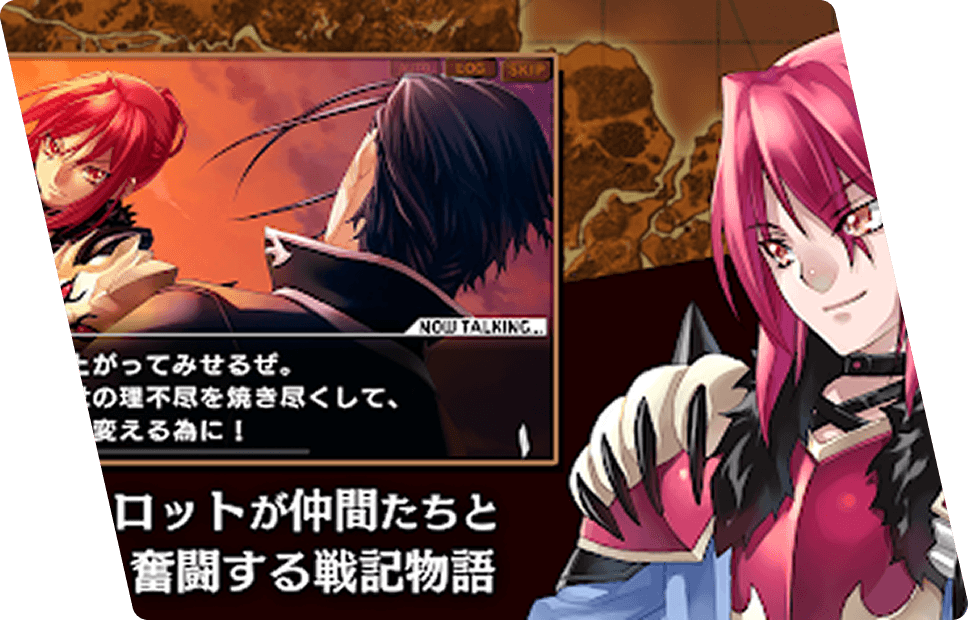 AUTO LOG SKIP
NOW TALKING...
上がってみせるぜ。
の理不尽を焼き尽くして、
変える為に！
ロットが仲間たちと
奮闘する戦記物語